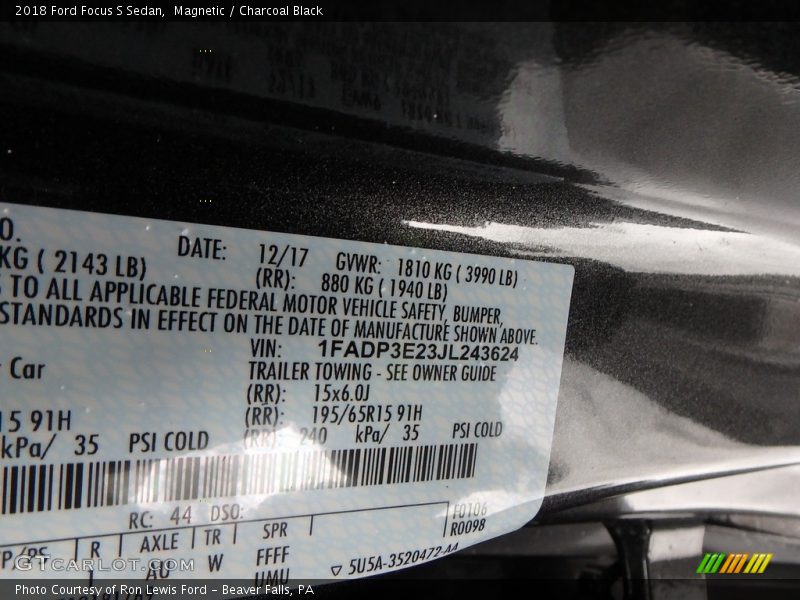 2018 Ford Focus S Sedan, Magnetic / Charcoal Black
O.
DATE: 12/17 GVWR: 1810 KG ( 3990 LB)
KG ( 2143 LB) (RR): 880 KG ( 1940 LB)
S TO ALL APPLICABLE FEDERAL MOTOR VEHICLE SAFETY, BUMPER,
STANDARDS IN EFFECT ON THE DATE OF MANUFACTURE SHOWN ABOVE.
VIN: 1FADP3E23JL243624
Car TRAILER TOWING - SEE OWNER GUIDE
(RR): 15x6.0J
15 91H (RR): 195/65R15 91H
kPa/ 35 PSI COLD (RR): 240 kPa/ 35 PSI COLD
RC: 44 DSO: F0106
R AXLE TR SPR R0098
TP/PS AU W FFFF
UMU ▽ 5U5A-3520472-AA
GTCarLot.com
Photo Courtesy of Ron Lewis Ford – Beaver Falls, PA